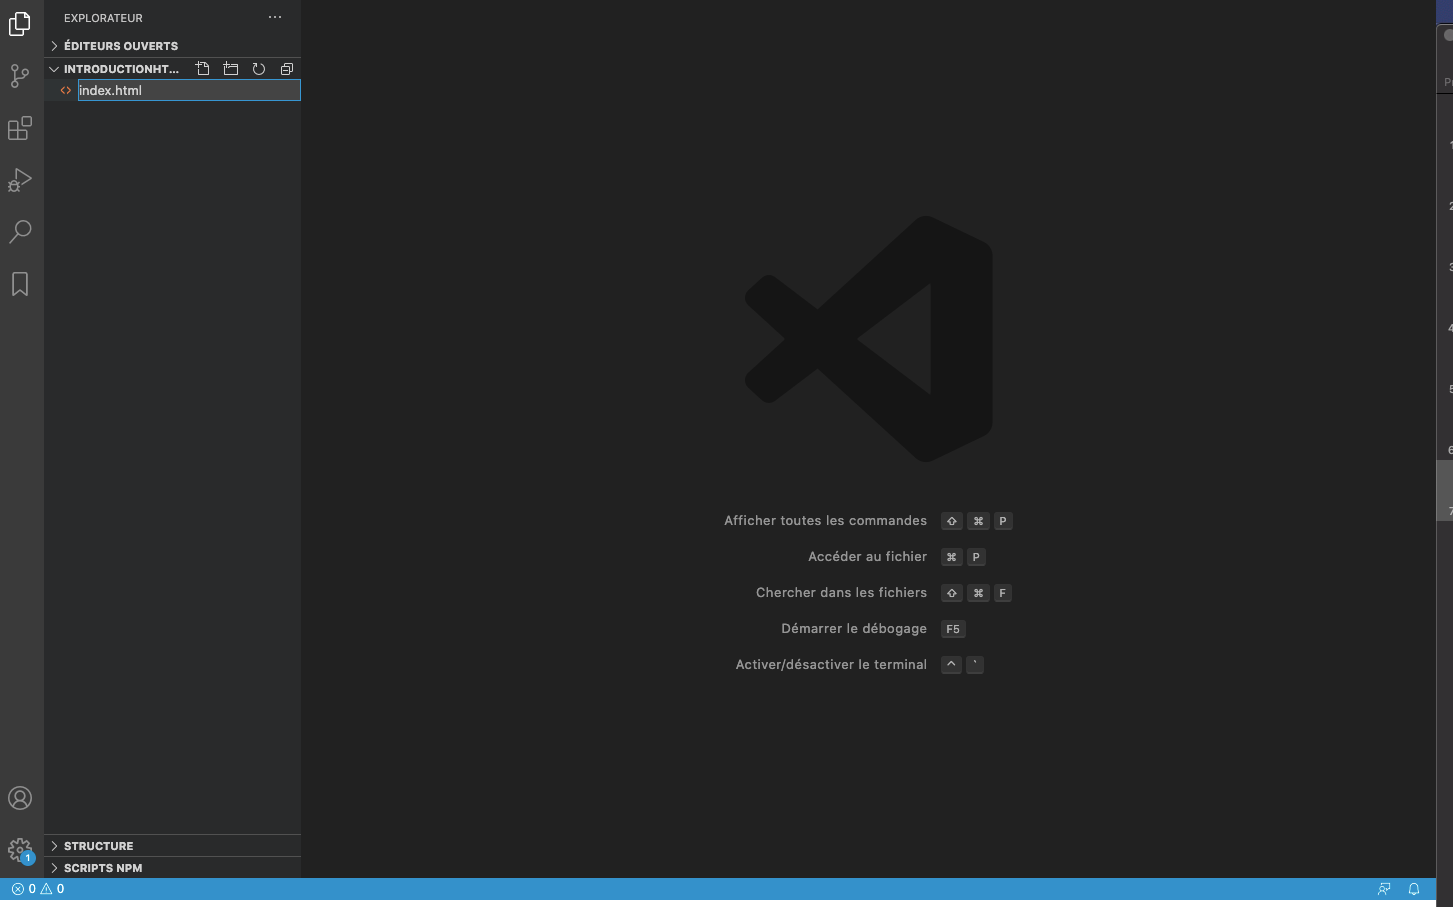 EXPLORATEUR
ÉDITEURS OUVERTS
INTRODUCTIONHT...
index.html
Afficher toutes les commandes ⇧ ⌘ P
Accéder au fichier ⌘ P
Chercher dans les fichiers ⇧ ⌘ F
Démarrer le débogage F5
Activer/désactiver le terminal ^ `
1
STRUCTURE
SCRIPTS NPM
0 0